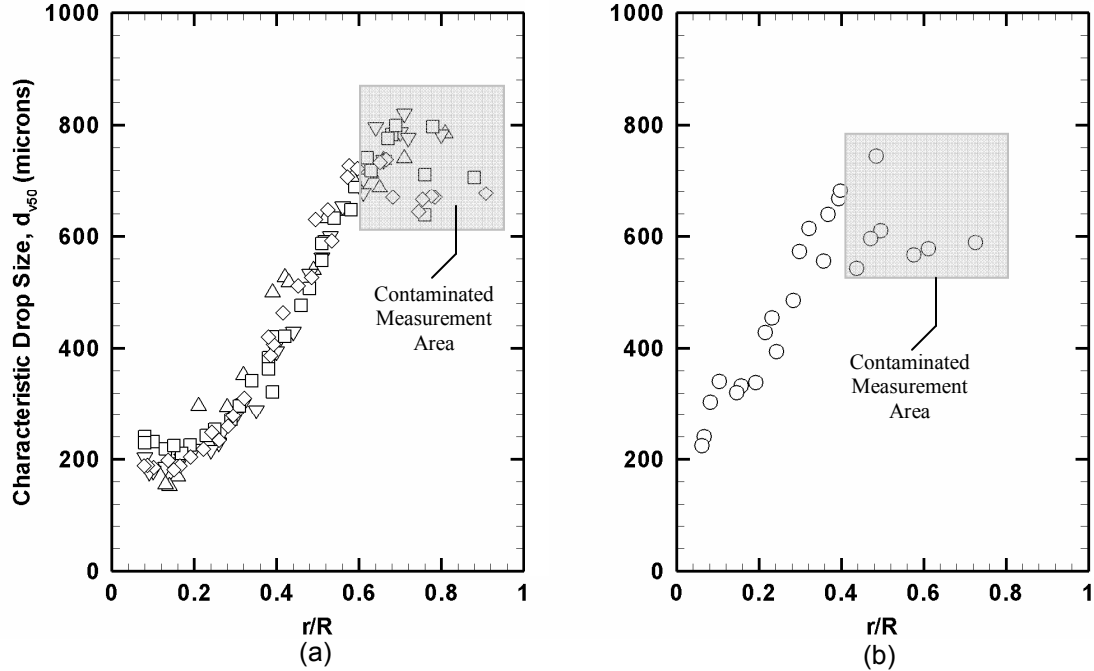 1000
800
600
400
200
0
Characteristic Drop Size, d_v50 (microns)
Contaminated
Measurement
Area
0 0.2 0.4 0.6 0.8 1
r/R
(a)
1000
800
600
400
200
0
Contaminated
Measurement
Area
0 0.2 0.4 0.6 0.8 1
r/R
(b)